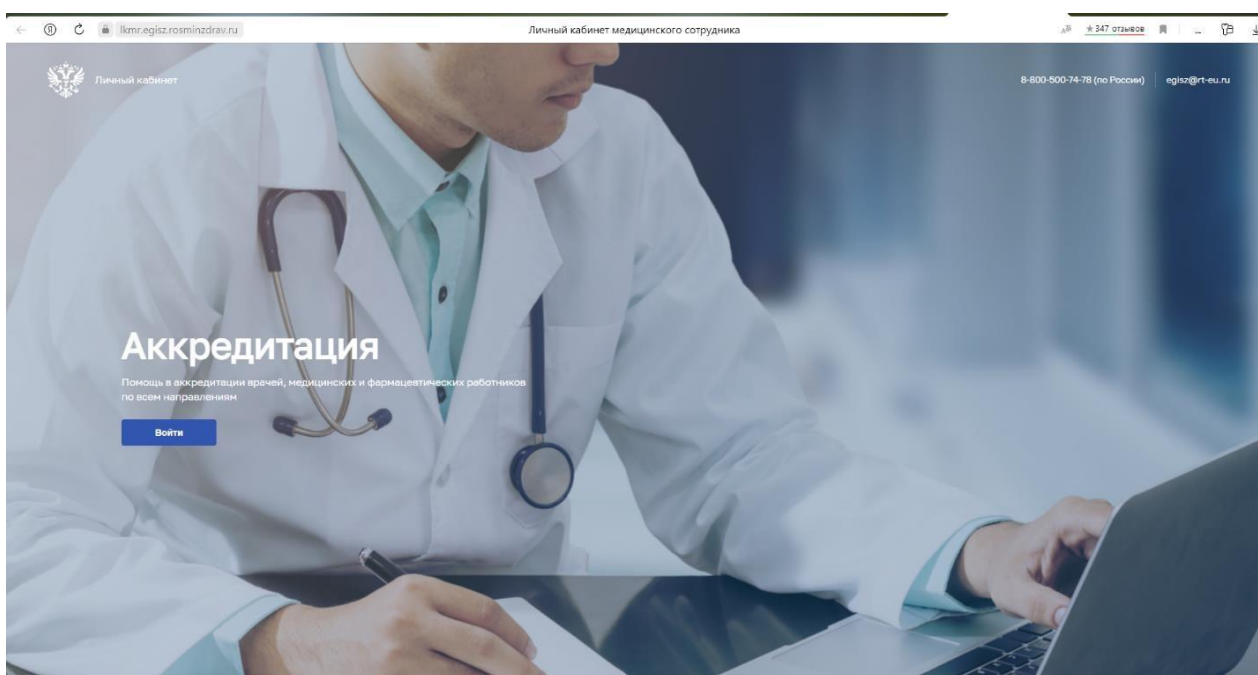 lkmr.egisz.rosminzdrav.ru
Личный кабинет медицинского сотрудника
★ 347 отзывов
Личный кабинет
8-800-500-74-78 (по России)
egisz@rt-eu.ru
Аккредитация
Помощь в аккредитации врачей, медицинских и фармацевтических работников
по всем направлениям
Войти